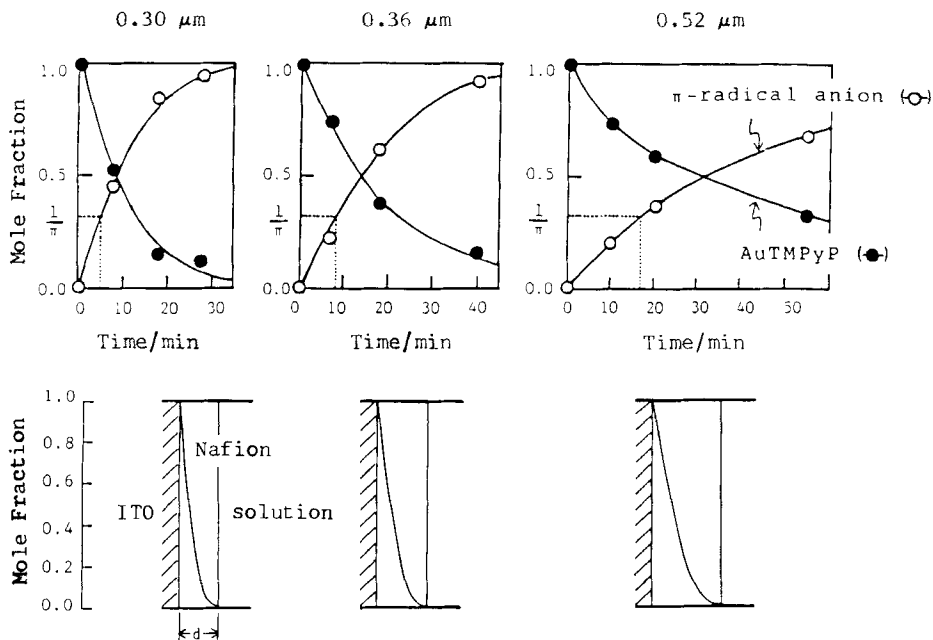 0.30 μm
0.36 μm
0.52 μm
Mole Fraction
1.0
0.5
1/π
0.0
0 10 20 30
Time/min
1.0
0.5
1/π
0.0
0 10 20 30 40
Time/min
1.0
0.5
1/π
0.0
0 10 20 30 40 50
Time/min
π-radical anion (-o-)
AuTMPyP (-●-)
Mole Fraction
1.0
0.8
0.6
0.4
0.2
0.0
ITO
Nafion
solution
d